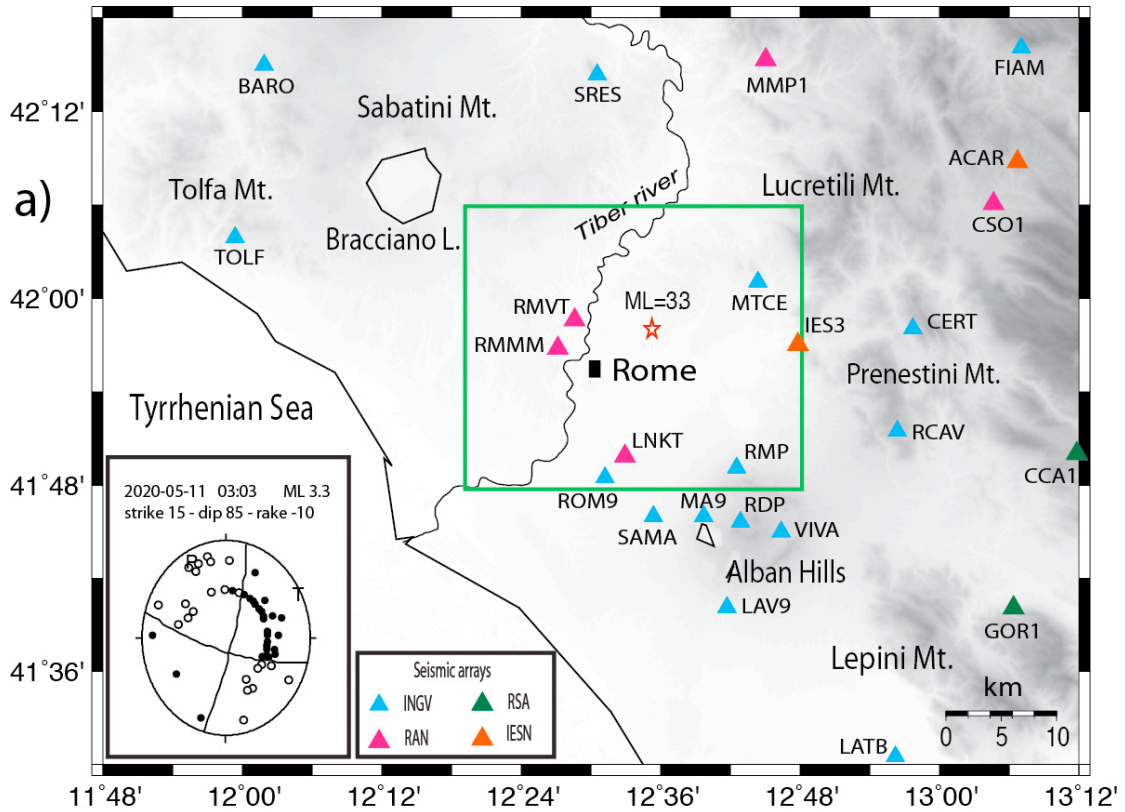 a)
42˚12'
42˚00'
41˚48'
41˚36'
BARO
SRES
MMP1
FIAM
Sabatini Mt.
ACAR
Tolfa Mt.
Lucretili Mt.
CSO1
Tiber river
Bracciano L.
TOLF
MTCE
ML=33
RMVT
IES3
CERT
RMMM
Rome
Prenestini Mt.
Tyrrhenian Sea
LNKT
RMP
RCAV
CCA1
ROM9
MA9
RDP
SAMA
VIVA
Alban Hills
LAV9
GOR1
Lepini Mt.
LATB
2020-05-11 03:03 ML 3.3
strike 15 - dip 85 - rake -10
P
T
Seismic arrays
INGV
RSA
RAN
IESN
km
0 5 10
11˚48' 12˚00' 12˚24' 12˚36' 12˚48' 13˚00' 13˚12'